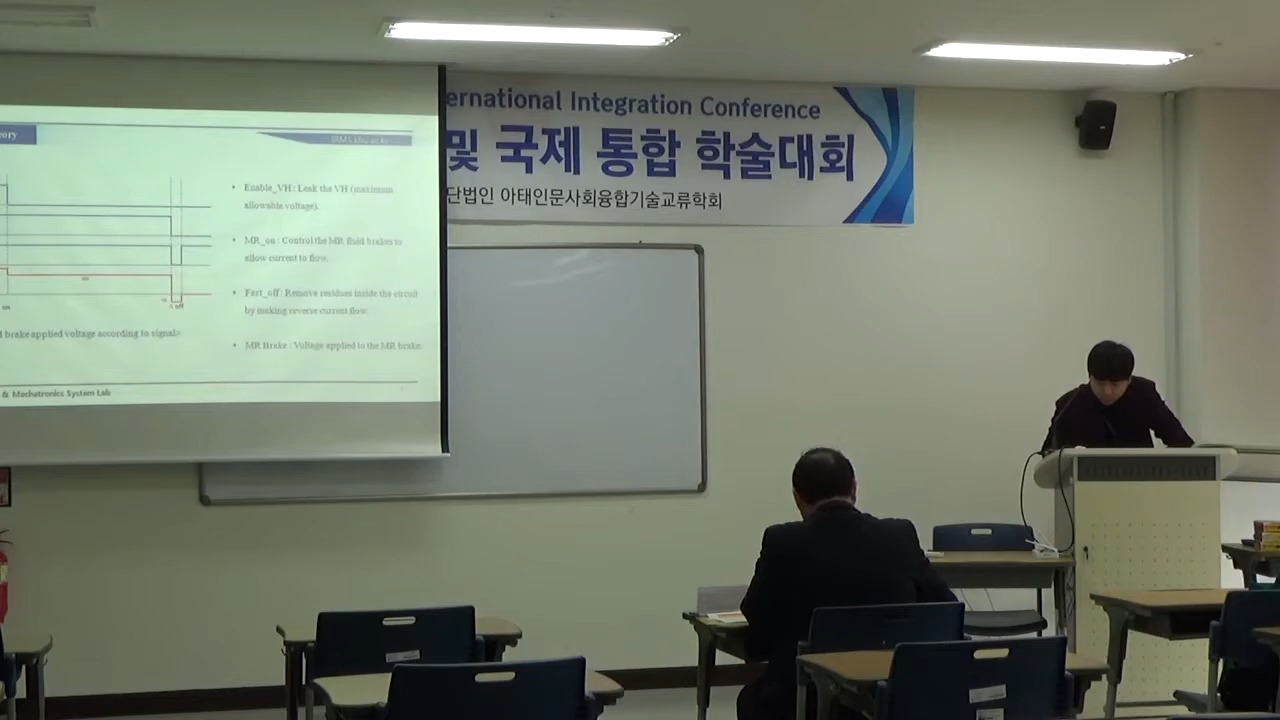 ernational Integration Conference
및 국제 통합 학술대회
단법인 아태인문사회융합기술교류학회
ory
• Enable_VH : Leak the VH (maximum
allowable voltage).
• MR_on : Control the MR fluid brakes to
allow current to flow.
• Fast_off: Remove residues inside the circuit
by making reverse current flow.
• MR Brake : Voltage applied to the MR brake.
brake applied voltage according to signal>
& Mechatronics System Lab